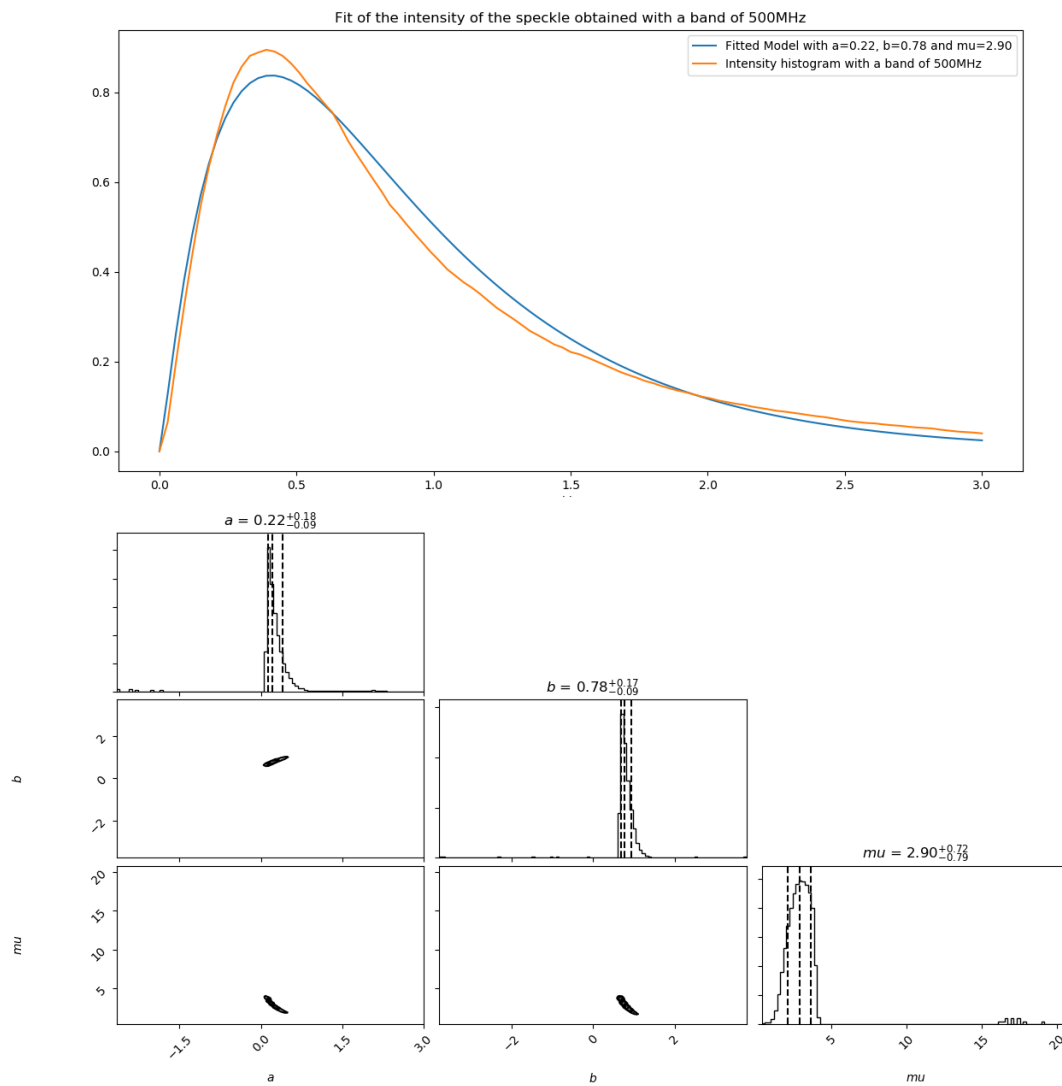 Fit of the intensity of the speckle obtained with a band of 500MHz
Fitted Model with a=0.22, b=0.78 and mu=2.90
Intensity histogram with a band of 500MHz
0.8
0.6
0.4
0.2
0.0
0.0 0.5 1.0 1.5 2.0 2.5 3.0
a = 0.22 +0.18 −0.09
b = 0.78 +0.17 −0.09
b
2
0
−2
mu = 2.90 +0.72 −0.79
mu
20
15
10
5
−1.5 0.0 1.5 3.0
a
−2 0 2
b
5 10 15 20
mu